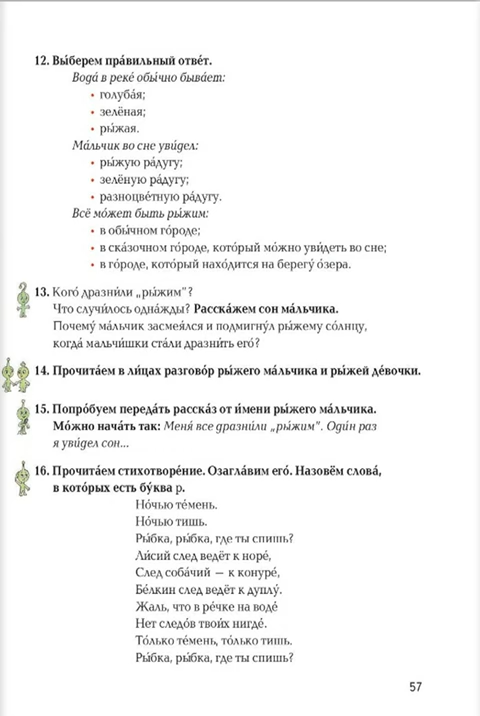 12. Вы́берем пра́вильный отве́т.
Вода́ в реке́ обы́чно быва́ет:
• голуба́я;
• зелёная;
• ры́жая.
Ма́льчик во сне уви́дел:
• ры́жую ра́дугу;
• зелёную ра́дугу;
• разноцве́тную ра́дугу.
Всё мо́жет быть ры́жим:
• в обы́чном го́роде;
• в ска́зочном го́роде, кото́рый мо́жно уви́деть во сне;
• в го́роде, кото́рый нахо́дится на берегу́ о́зера.
13. Кого́ дразни́ли „ры́жим"?
Что случи́лось одна́жды? Расска́жем сон ма́льчика.
Почему́ ма́льчик засмея́лся и подмигну́л ры́жему со́лнцу,
когда́ мальчи́шки ста́ли дразни́ть его́?
14. Прочита́ем в ли́цах разгово́р ры́жего ма́льчика и ры́жей де́вочки.
15. Попро́буем переда́ть расска́з от и́мени ры́жего ма́льчика.
Мо́жно нача́ть так: Меня́ все дразни́ли „ры́жим". Оди́н раз
я уви́дел сон...
16. Прочита́ем стихотворе́ние. Озагла́вим его́. Назовём слова́,
в кото́рых есть бу́ква р.
Но́чью те́мень.
Но́чью тишь.
Ры́бка, ры́бка, где ты спишь?
Ли́сий след ведёт к норе́,
След соба́чий — к конуре́,
Бе́лкин след ведёт к дуплу́.
Жаль, что в ре́чке на воде́
Нет следо́в твои́х нигде́.
То́лько те́мень, то́лько тишь.
Ры́бка, ры́бка, где ты спишь?
57